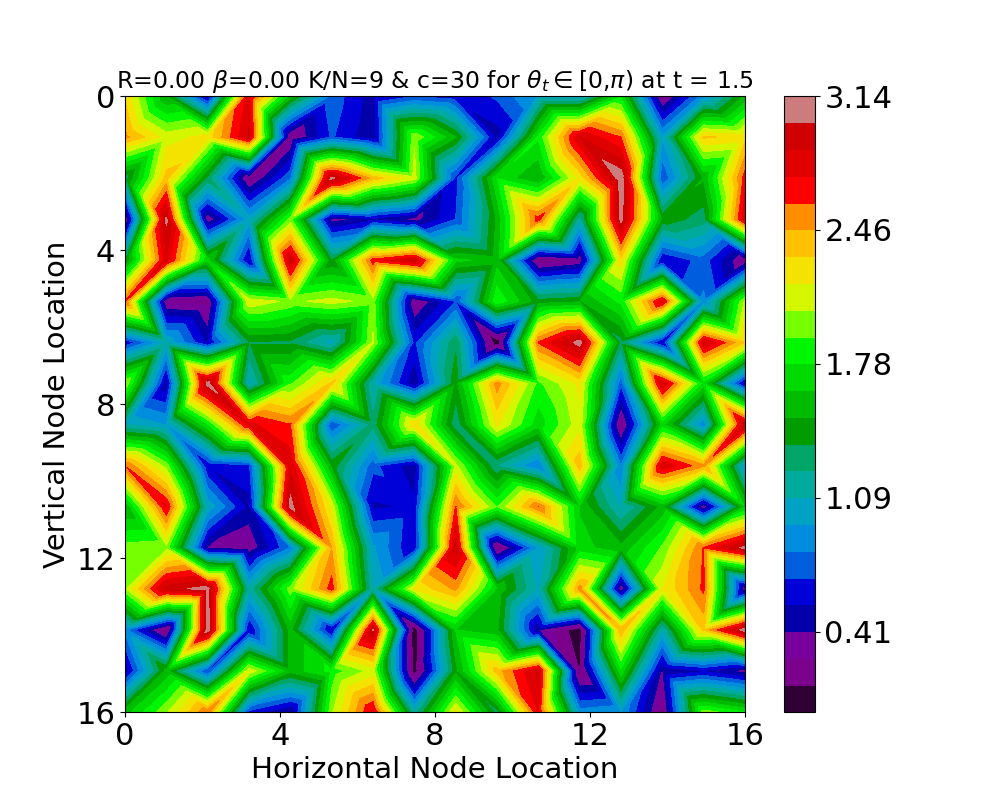 R=0.00 β=0.00 K/N=9 & c=30 for θₜ∈[0,π) at t = 1.5
0
4
8
12
16
Vertical Node Location
0 4 8 12 16
Horizontal Node Location
3.14
2.46
1.78
1.09
0.41